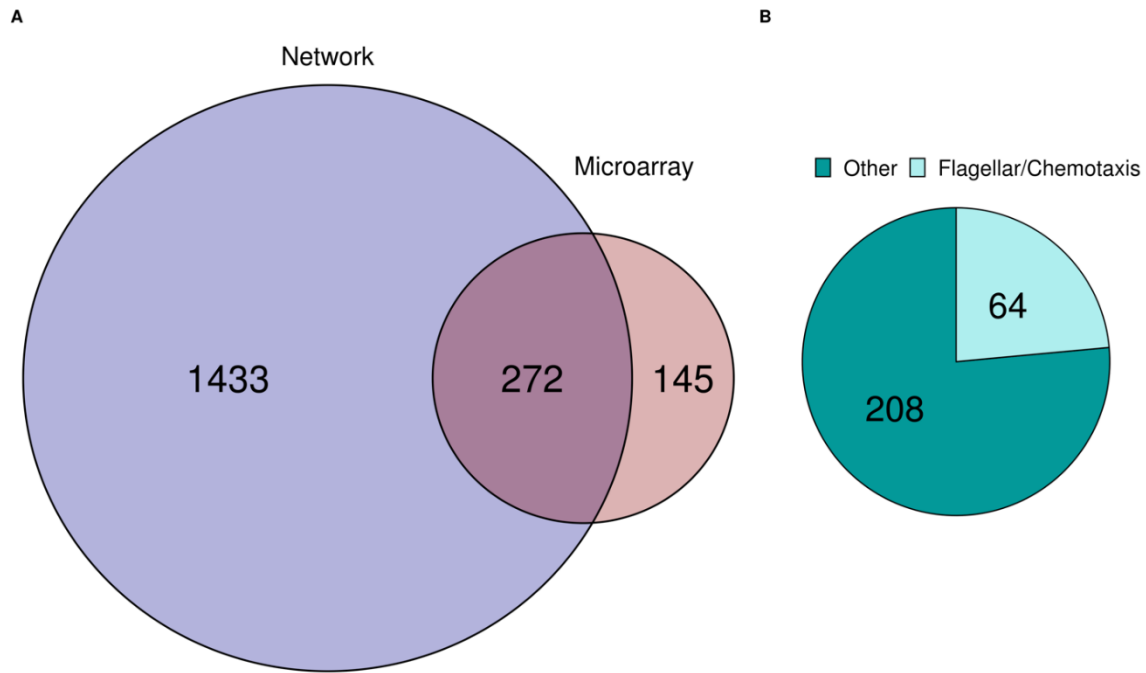 A
B
Network
Microarray
Other Flagellar/Chemotaxis
1433
272
145
64
208